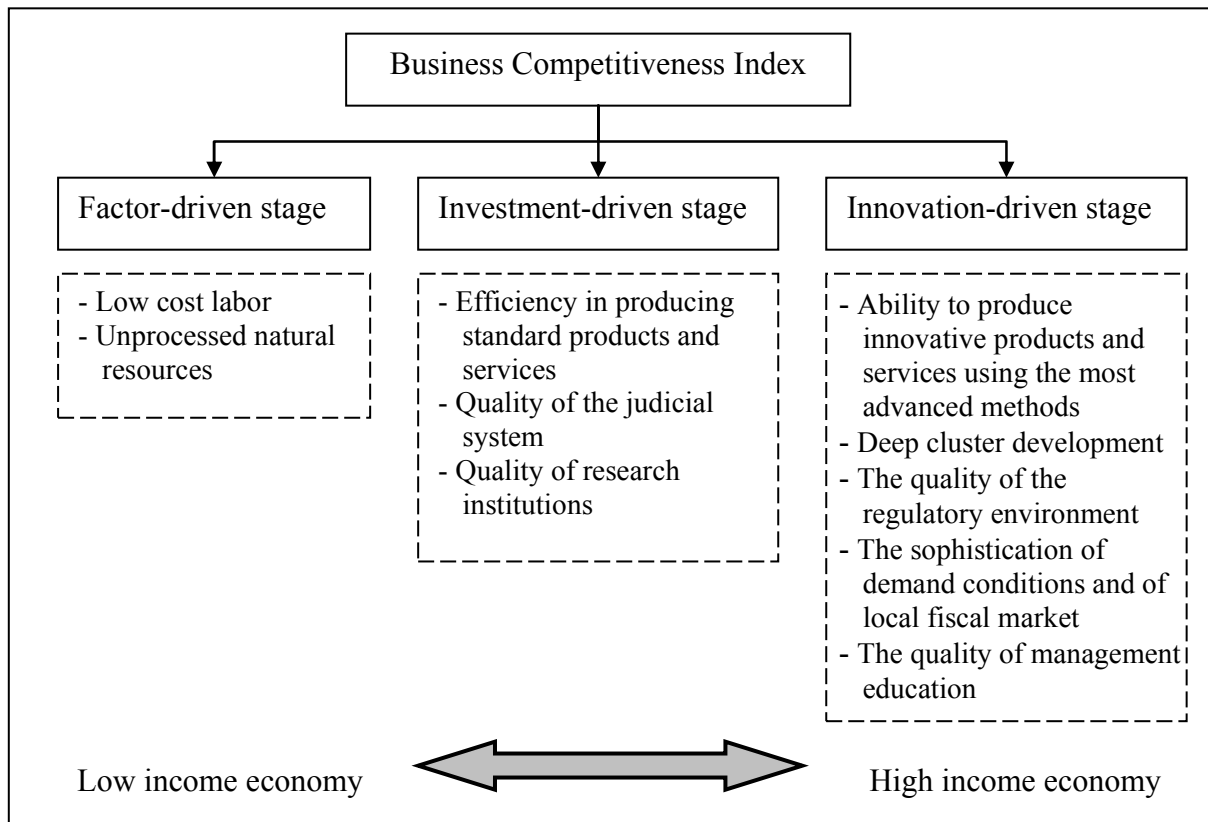 Business Competitiveness Index
Factor-driven stage
Investment-driven stage
Innovation-driven stage
- Low cost labor
- Unprocessed natural
resources
- Efficiency in producing
standard products and
services
- Quality of the judicial
system
- Quality of research
institutions
- Ability to produce
innovative products and
services using the most
advanced methods
- Deep cluster development
- The quality of the
regulatory environment
- The sophistication of
demand conditions and of
local fiscal market
- The quality of management
education
Low income economy
High income economy